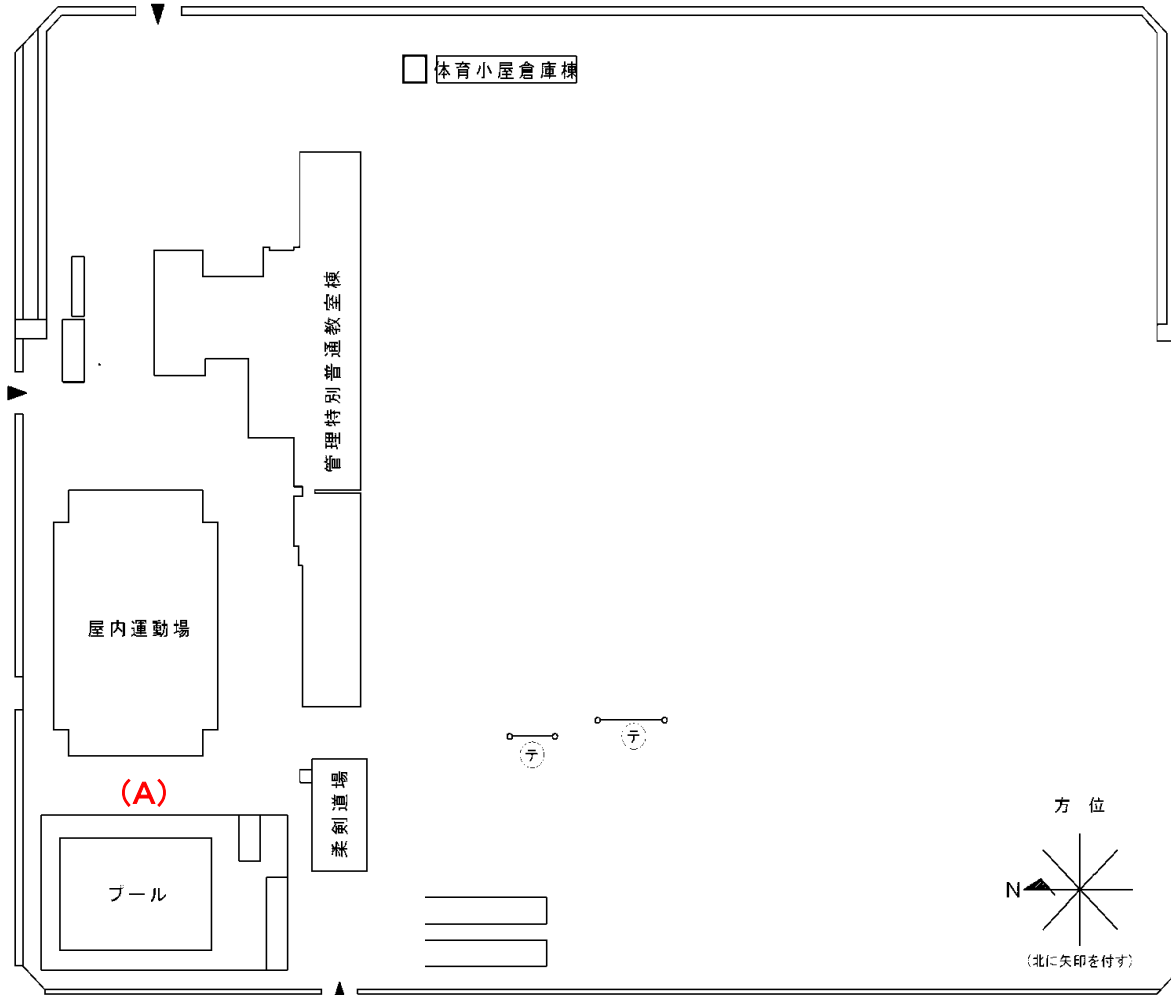 体育小屋倉庫棟
管理特別普通教室棟
屋内運動場
テ
テ
(A)
柔剣道場
プール
方 位
N
(北に矢印を付す)